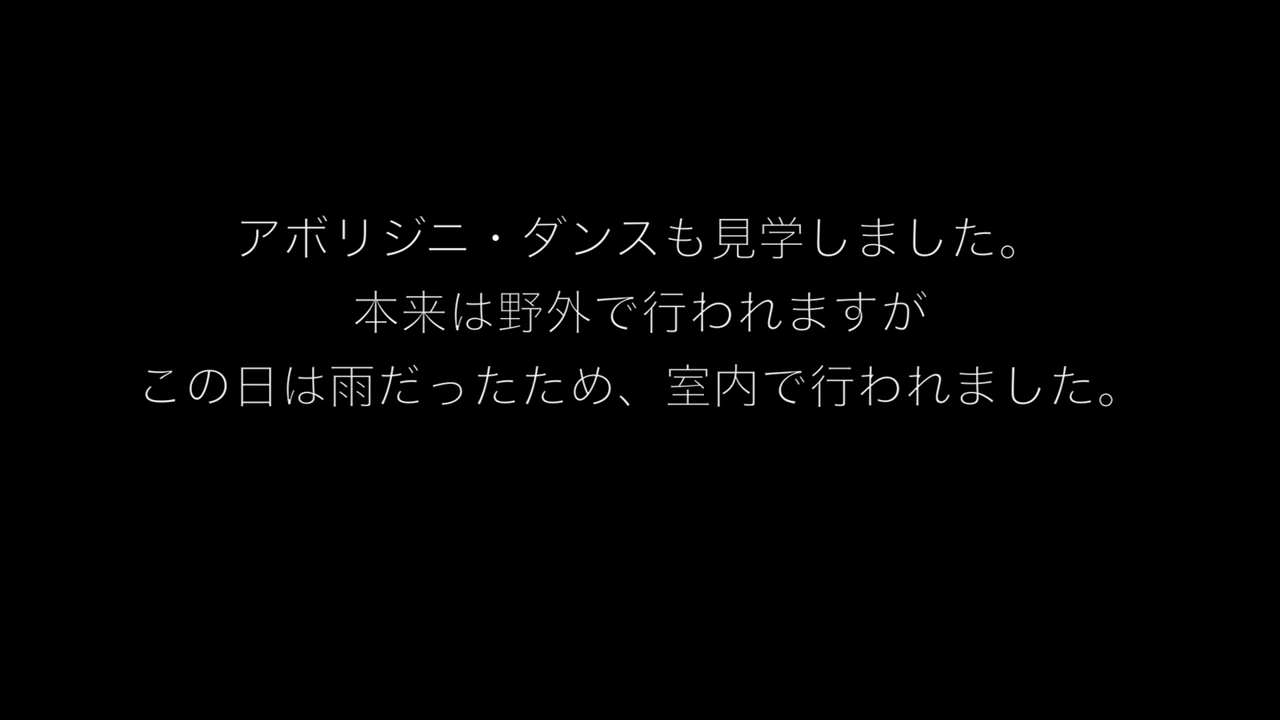 アボリジニ・ダンスも見学しました。
本来は野外で行われますが
この日は雨だったため、室内で行われました。